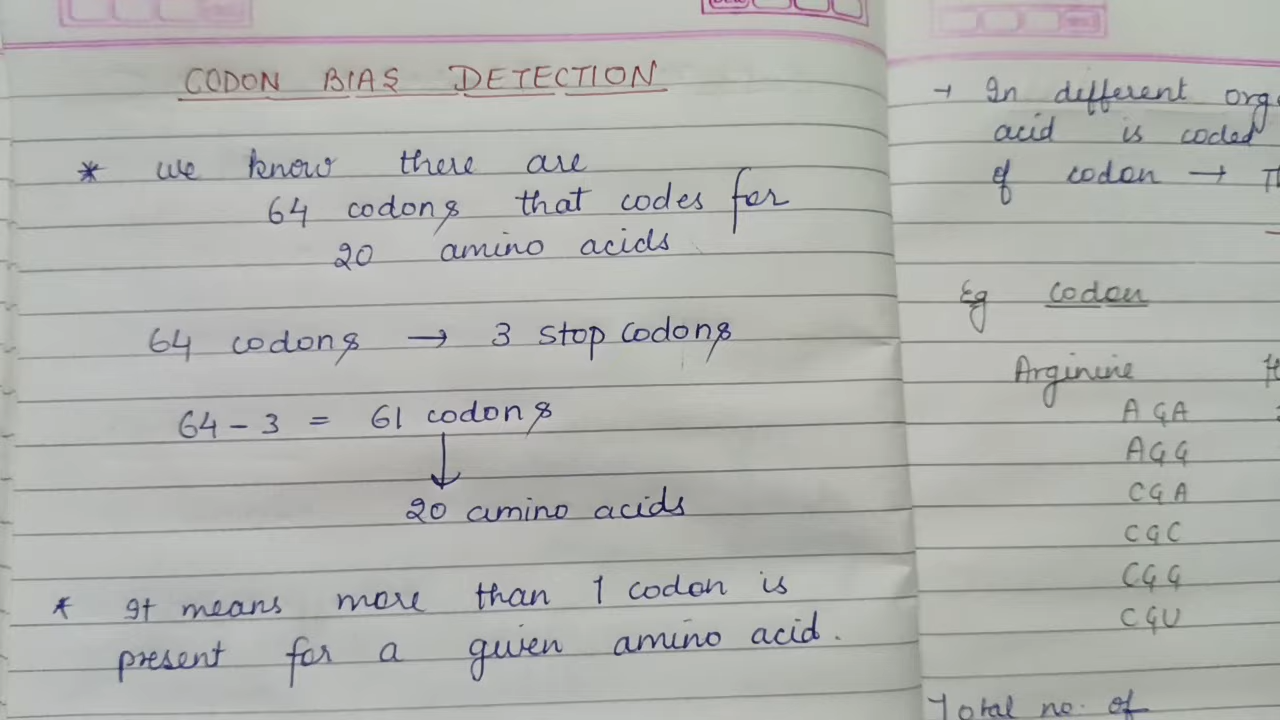 CODON BIAS DETECTION
* we know there are
64 codons that codes for
20 amino acids
64 codons → 3 stop codons
64 - 3 = 61 codons
↓
20 amino acids
* It means more than 1 codon is
present for a given amino acid.
→ In different org
acid is coded
of codon →
Eg codon
Arginine
AGA
AGG
CGA
CGC
CGG
CGU
Total no. of